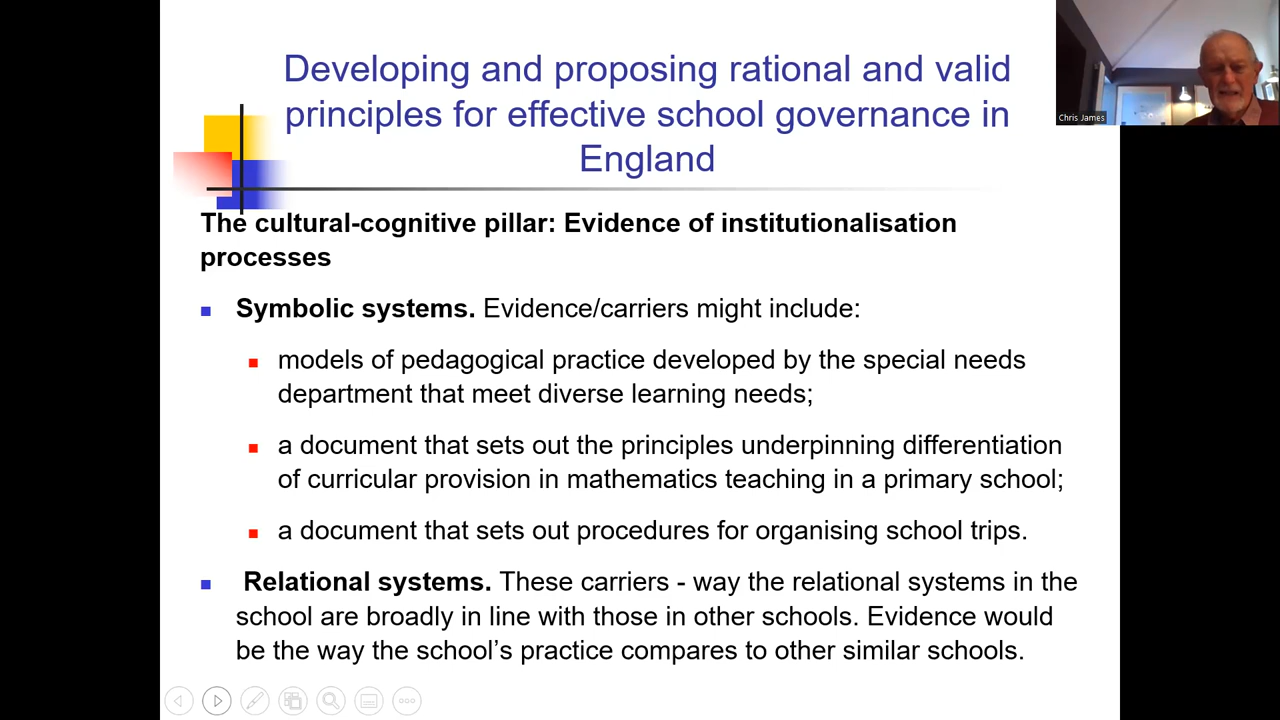 Developing and proposing rational and valid
principles for effective school governance in
England
Chris James
The cultural-cognitive pillar: Evidence of institutionalisation
processes
Symbolic systems. Evidence/carriers might include:
models of pedagogical practice developed by the special needs
department that meet diverse learning needs;
a document that sets out the principles underpinning differentiation
of curricular provision in mathematics teaching in a primary school;
a document that sets out procedures for organising school trips.
Relational systems. These carriers - way the relational systems in the
school are broadly in line with those in other schools. Evidence would
be the way the school’s practice compares to other similar schools.